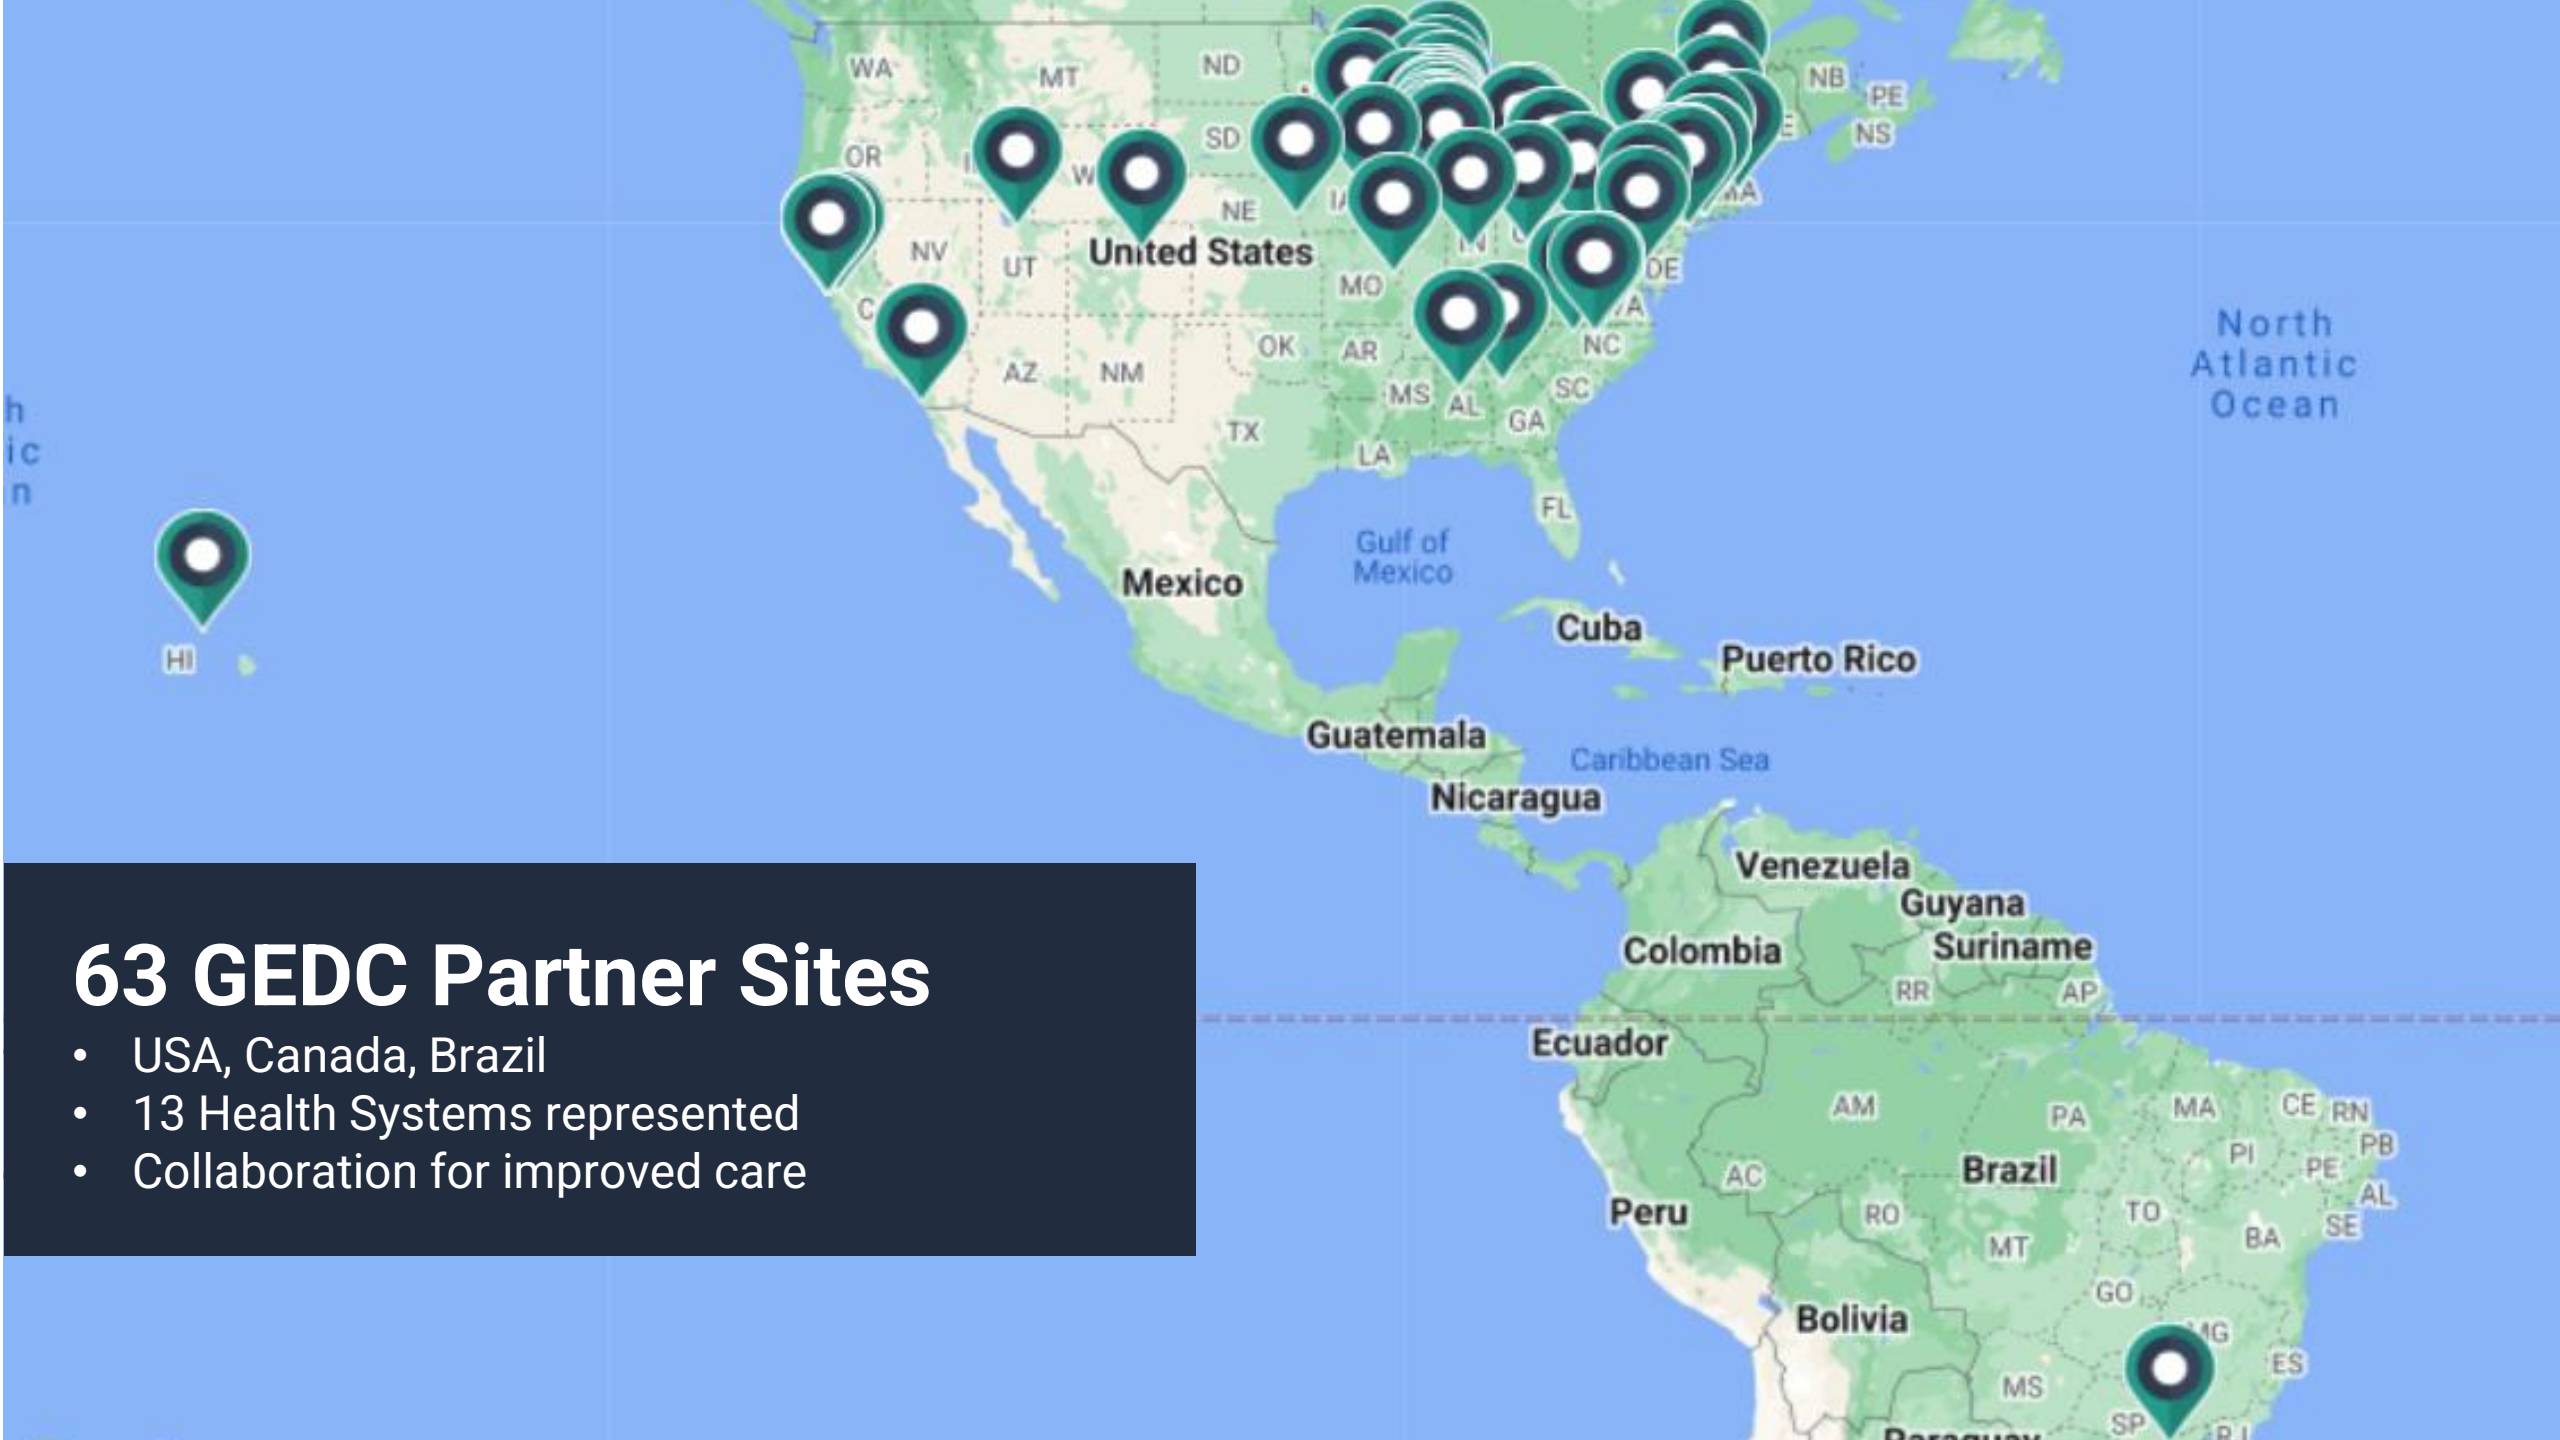 WA
MT
ND
NB
PE
NS
OR
SD
NE
MA
NV
UT
United States
MO
DE
OK
AR
NC
AZ
NM
MS
AL
SC
GA
TX
LA
FL
North
Atlantic
Ocean
HI
Gulf of
Mexico
Mexico
Cuba
Puerto Rico
Guatemala
Caribbean Sea
Nicaragua
Venezuela
Guyana
Colombia
Suriname
RR
AP
Ecuador
63 GEDC Partner Sites
• USA, Canada, Brazil
• 13 Health Systems represented
• Collaboration for improved care
AM
PA
MA
CE
RN
PB
PI
PE
AC
Brazil
AL
Peru
RO
TO
SE
MT
BA
GO
Bolivia
MG
ES
MS
SP
RJ
Paraguay